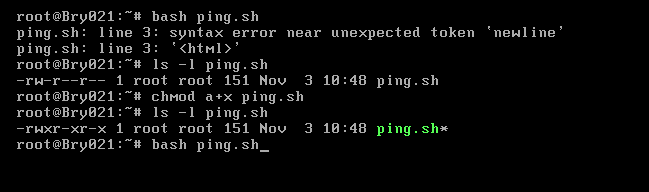 root@Bry021:~# bash ping.sh
ping.sh: line 3: syntax error near unexpected token `newline'
ping.sh: line 3: `<html>'
root@Bry021:~# ls -l ping.sh
-rw-r--r-- 1 root root 151 Nov  3 10:48 ping.sh
root@Bry021:~# chmod a+x ping.sh
root@Bry021:~# ls -l ping.sh
-rwxr-xr-x 1 root root 151 Nov  3 10:48 ping.sh*
root@Bry021:~# bash ping.sh_